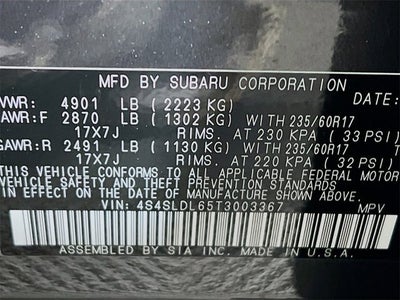 MFD BY SUBARU CORPORATION
VWR: 4901 LB (2223 KG) DATE:
GAWR:F 2870 LB (1302 KG) WITH 235/60R17
17X7J RIMS. AT 230 KPA (33 PSI)
GAWR:R 2491 LB (1130 KG) WITH 235/60R17
17X7J RIMS. AT 220 KPA (32 PSI)
THIS VEHICLE CONFORMS TO ALL APPLICABLE FEDERAL MOTOR
VEHICLE SAFETY AND THEFT
IN EFFECT ON THE DATE OF MANUFACTURE SHOWN ABOVE.
VIN: 4S4SLDL65T3003367 MPV
ASSEMBLED BY SIA INC. MADE IN U.S.A.